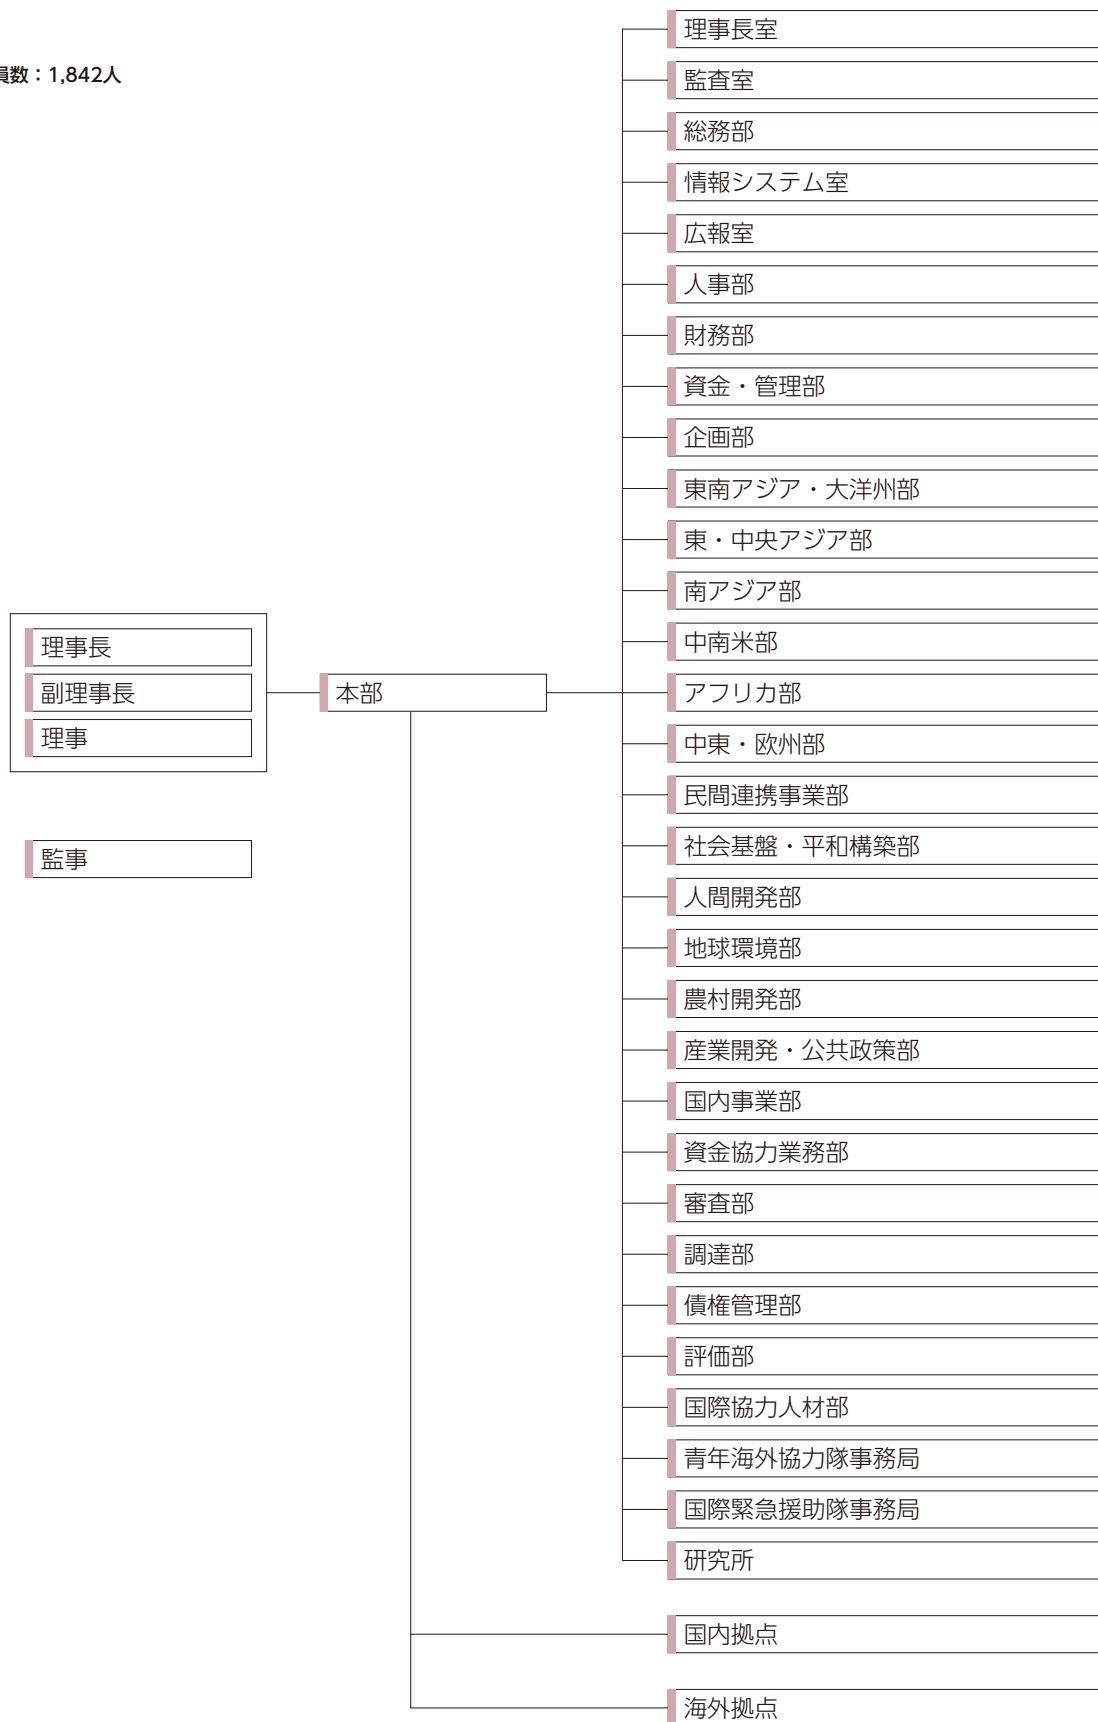 員数：1,842人
理事長
副理事長
理事
監事
本部
理事長室
監査室
総務部
情報システム室
広報室
人事部
財務部
資金・管理部
企画部
東南アジア・大洋州部
東・中央アジア部
南アジア部
中南米部
アフリカ部
中東・欧州部
民間連携事業部
社会基盤・平和構築部
人間開発部
地球環境部
農村開発部
産業開発・公共政策部
国内事業部
資金協力業務部
審査部
調達部
債権管理部
評価部
国際協力人材部
青年海外協力隊事務局
国際緊急援助隊事務局
研究所
国内拠点
海外拠点